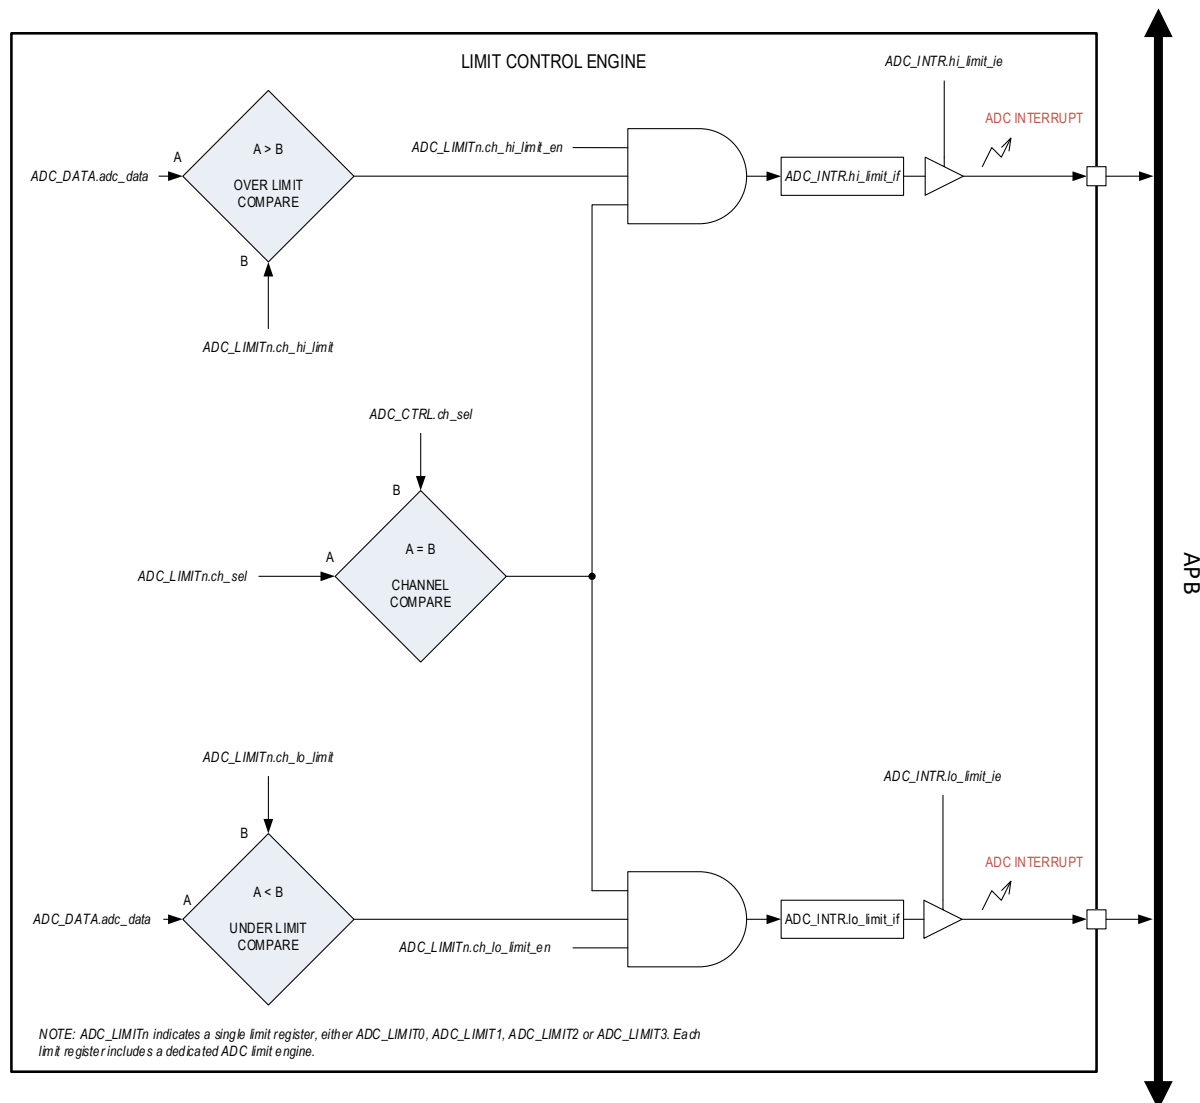 LIMIT CONTROL ENGINE
ADC_INTR.hi_limit_ie
ADC INTERRUPT
A > B
OVER LIMIT
COMPARE
A
B
ADC_DATA.adc_data
ADC_LIMITn.ch_hi_limit_en
ADC_INTR.hi_limit_if
ADC_LIMITn.ch_hi_limit
ADC_CTRL.ch_sel
B
A
A = B
CHANNEL
COMPARE
ADC_LIMITn.ch_sel
APB
ADC_LIMITn.ch_lo_limit
ADC_INTR.lo_limit_ie
B
A
A < B
UNDER LIMIT
COMPARE
ADC_DATA.adc_data
ADC_LIMITn.ch_lo_limit_en
ADC_INTR.lo_limit_if
ADC INTERRUPT
NOTE: ADC_LIMITn indicates a single limit register, either ADC_LIMIT0, ADC_LIMIT1, ADC_LIMIT2 or ADC_LIMIT3. Each
limit register includes a dedicated ADC limit engine.